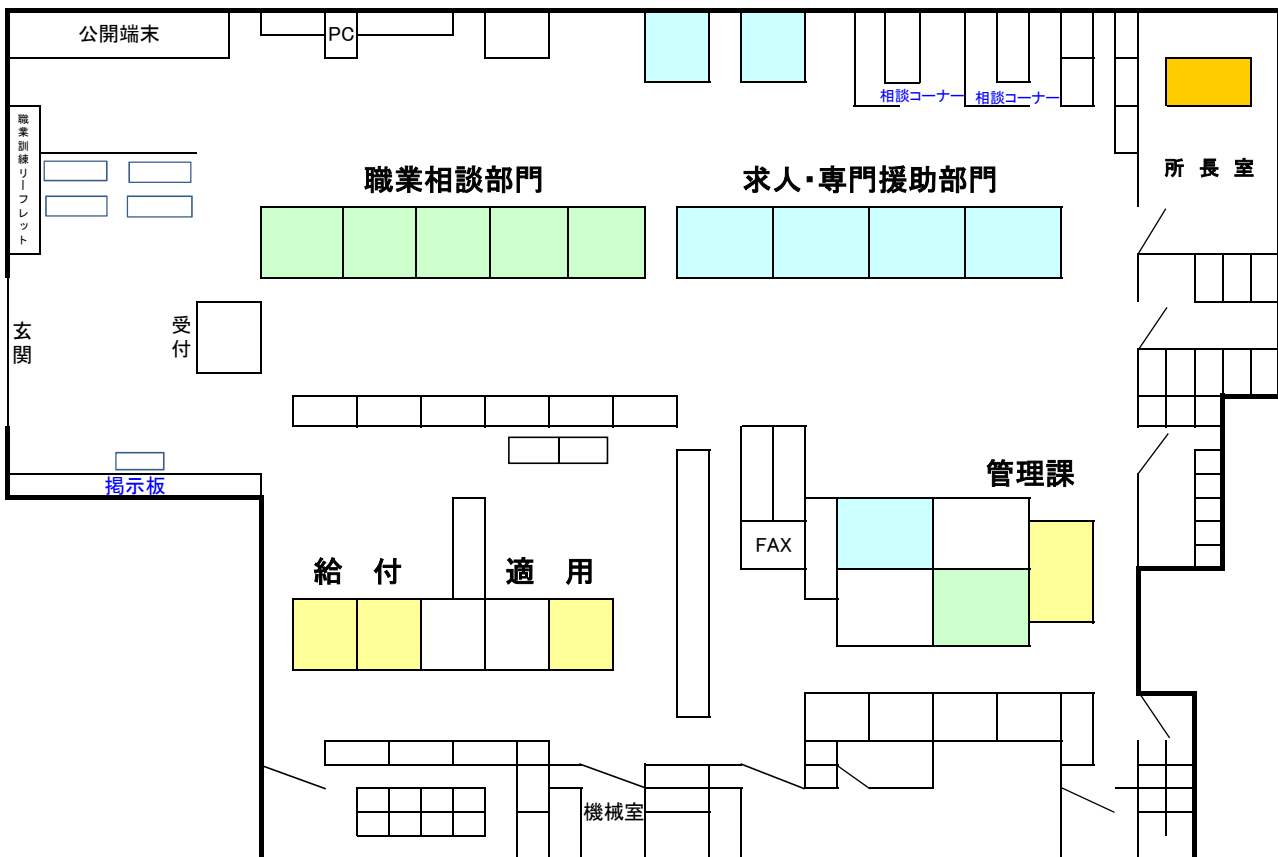 公開端末
PC
相談コーナー
相談コーナー
職業訓練リーフレット
職業相談部門
求人・専門援助部門
所長室
玄関
受付
掲示板
管理課
FAX
給付
適用
機械室